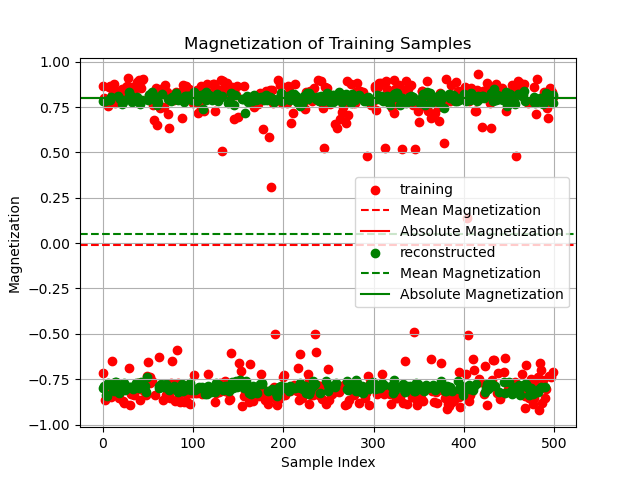 Magnetization of Training Samples
1.00
0.75
0.50
0.25
0.00
−0.25
−0.50
−0.75
−1.00
Magnetization
training
Mean Magnetization
Absolute Magnetization
reconstructed
Mean Magnetization
Absolute Magnetization
0 100 200 300 400 500
Sample Index